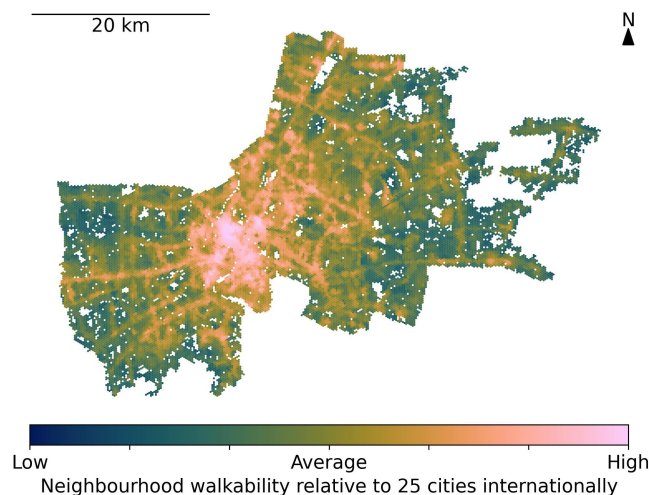 20 km
N
Low Average High
Neighbourhood walkability relative to 25 cities internationally